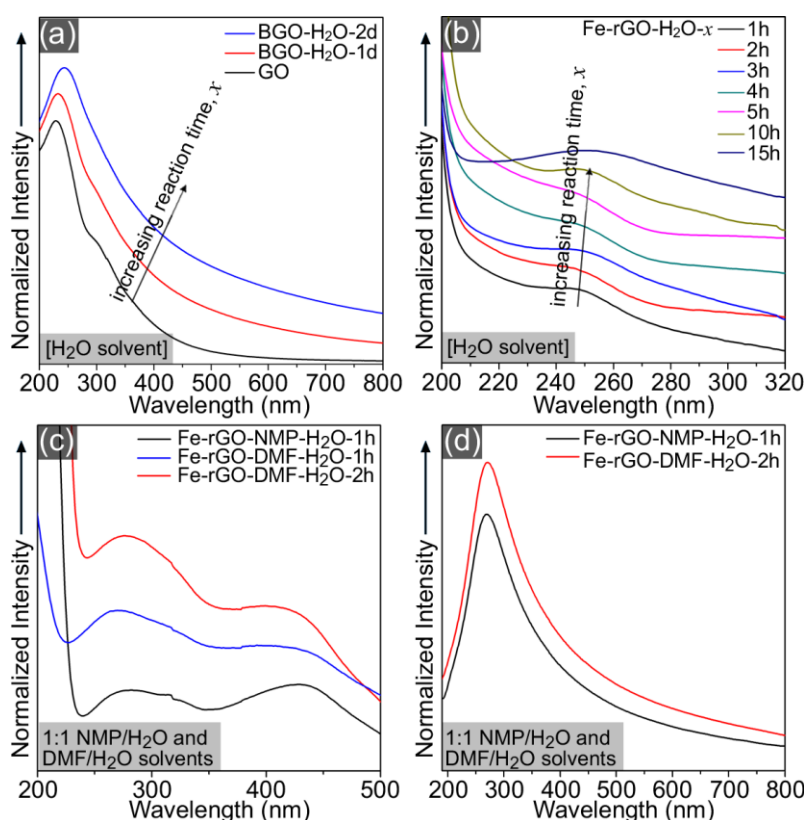 (a)
BGO-H₂O-2d
BGO-H₂O-1d
GO
increasing reaction time, x
[H₂O solvent]
Normalized Intensity
200 300 400 500 600 700 800
Wavelength (nm)
(b)
Fe-rGO-H₂O-x
1h
2h
3h
4h
5h
10h
15h
increasing reaction time, x
[H₂O solvent]
Normalized Intensity
200 220 240 260 280 300 320
Wavelength (nm)
(c)
Fe-rGO-NMP-H₂O-1h
Fe-rGO-DMF-H₂O-1h
Fe-rGO-DMF-H₂O-2h
1:1 NMP/H₂O and
DMF/H₂O solvents
Normalized Intensity
200 300 400 500
Wavelength (nm)
(d)
Fe-rGO-NMP-H₂O-1h
Fe-rGO-DMF-H₂O-2h
1:1 NMP/H₂O and
DMF/H₂O solvents
Normalized Intensity
200 300 400 500 600 700 800
Wavelength (nm)